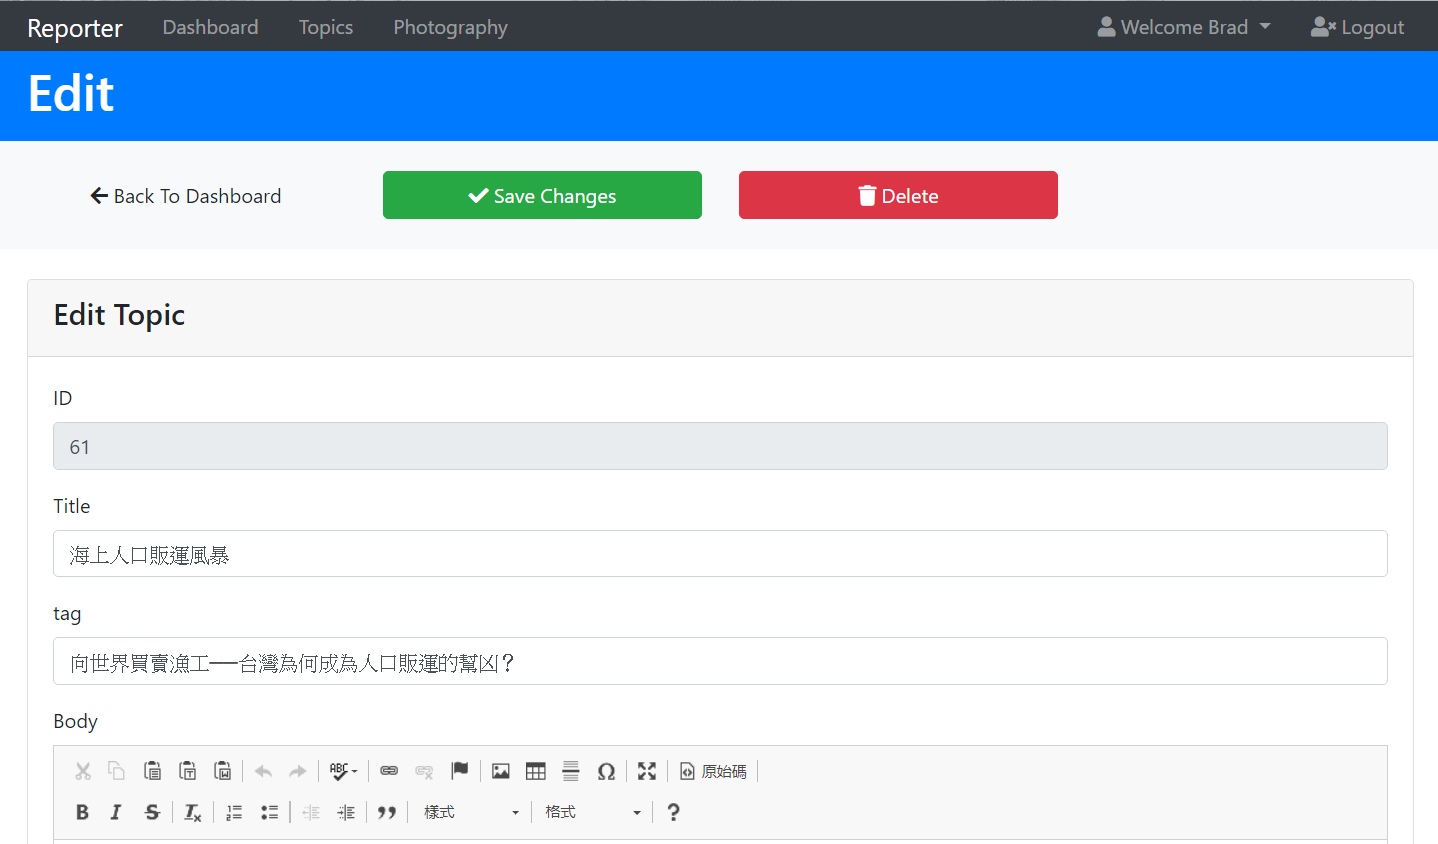 Reporter Dashboard Topics Photography Welcome Brad Logout
Edit
Back To Dashboard Save Changes Delete
Edit Topic
ID
61
Title
海上人口販運風暴
tag
向世界買賣漁工──台灣為何成為人口販運的幫凶？
Body
ABC Ω 原始碼
B I S Tx 樣式 格式 ?